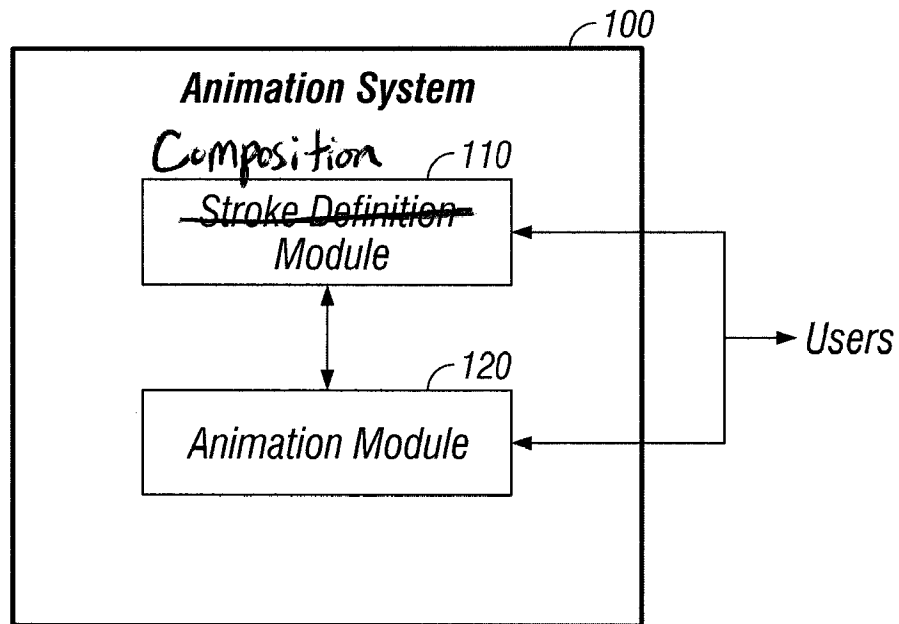 100
Animation System
Composition
110
Stroke Definition
Module
Users
120
Animation Module